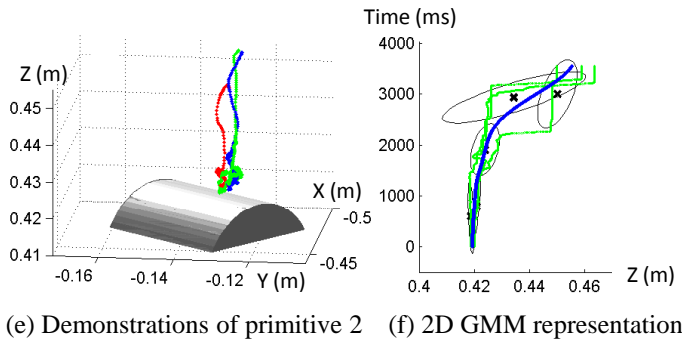 Z (m)
0.45
0.44
0.43
0.42
0.41
-0.16
-0.14
-0.12
Y (m)
X (m)
-0.5
-0.45
(e) Demonstrations of primitive 2
Time (ms)
4000
3000
2000
1000
0
0.4
0.42
0.44
0.46
Z (m)
(f) 2D GMM representation